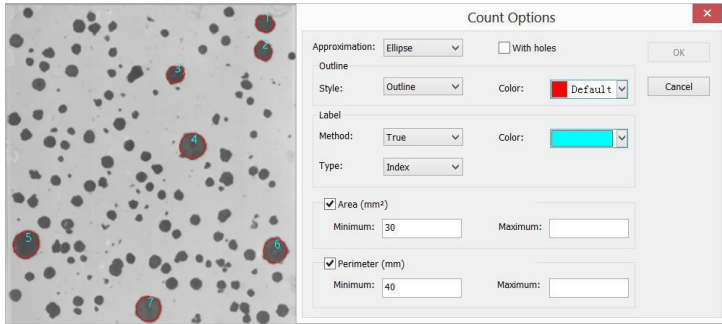 1
2
3
4
5
6
7
Count Options
×
Approximation: Ellipse With holes
OK
Outline
Style: Outline Color: Default
Cancel
Label
Method: True Color:
Type: Index
Area (mm²)
Minimum: 30 Maximum:
Perimeter (mm)
Minimum: 40 Maximum: